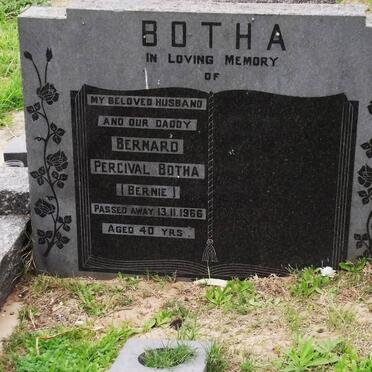 BOTHA
IN LOVING MEMORY
OF
MY BELOVED HUSBAND
AND OUR DADDY
BERNARD
PERCIVAL BOTHA
(BERNIE)
PASSED AWAY 13.11.1966
AGED 40 YRS.